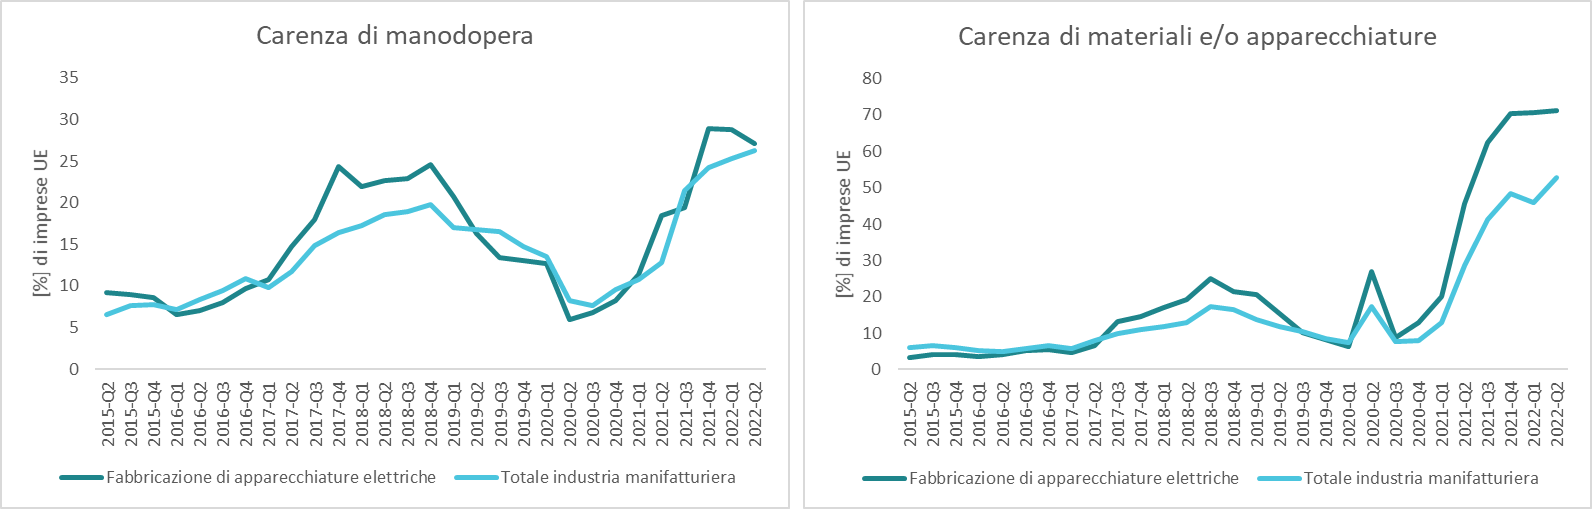 Carenza di manodopera
[%] di imprese UE
35
30
25
20
15
10
5
0
2015-Q2
2015-Q3
2015-Q4
2016-Q1
2016-Q2
2016-Q3
2016-Q4
2017-Q1
2017-Q2
2017-Q3
2017-Q4
2018-Q1
2018-Q2
2018-Q3
2018-Q4
2019-Q1
2019-Q2
2019-Q3
2019-Q4
2020-Q1
2020-Q2
2020-Q3
2020-Q4
2021-Q1
2021-Q2
2021-Q3
2021-Q4
2022-Q1
2022-Q2
Fabbricazione di apparecchiature elettriche
Totale industria manifatturiera
Carenza di materiali e/o apparecchiature
[%] di imprese UE
80
70
60
50
40
30
20
10
0
2015-Q2
2015-Q3
2015-Q4
2016-Q1
2016-Q2
2016-Q3
2016-Q4
2017-Q1
2017-Q2
2017-Q3
2017-Q4
2018-Q1
2018-Q2
2018-Q3
2018-Q4
2019-Q1
2019-Q2
2019-Q3
2019-Q4
2020-Q1
2020-Q2
2020-Q3
2020-Q4
2021-Q1
2021-Q2
2021-Q3
2021-Q4
2022-Q1
2022-Q2
Fabbricazione di apparecchiature elettriche
Totale industria manifatturiera